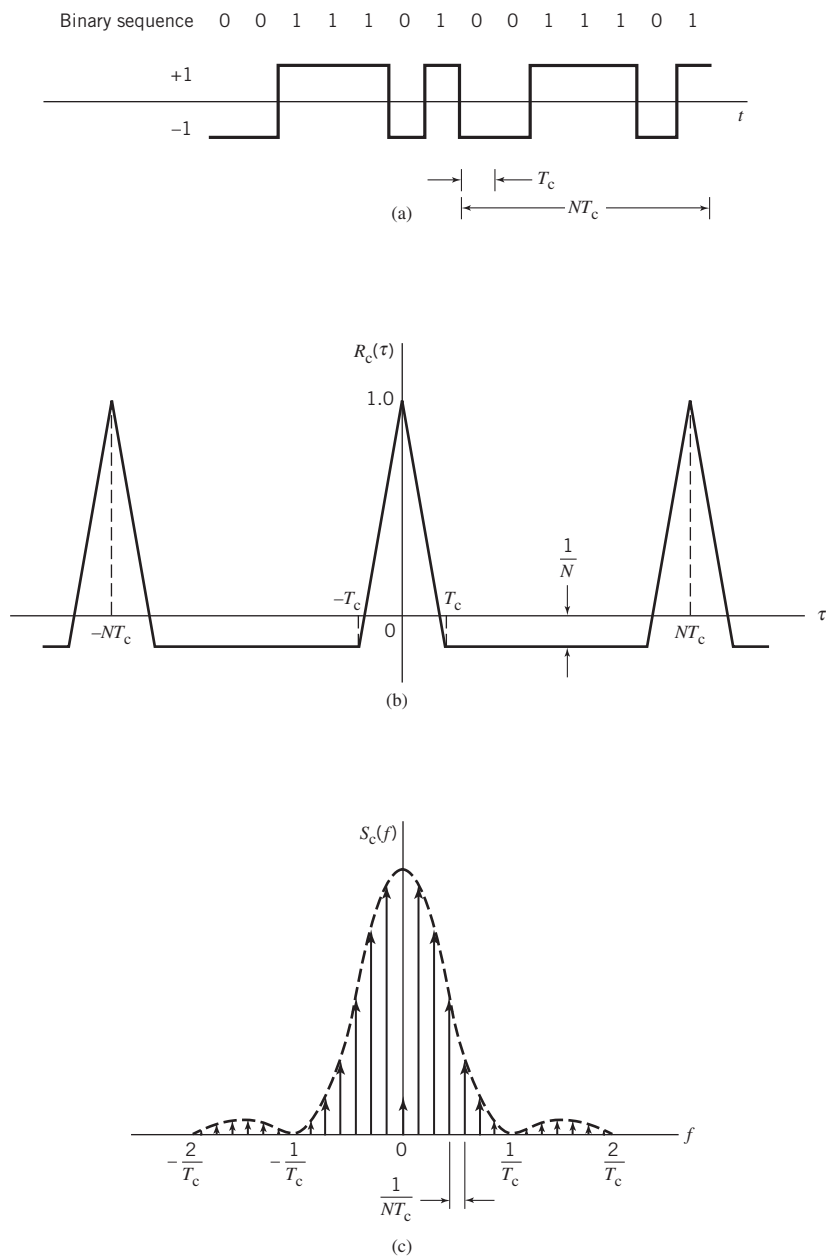 Binary sequence 0 0 1 1 1 0 1 0 0 1 1 1 0 1
+1
–1
t
T_c
NT_c
(a)
R_c(τ)
1.0
1/N
–T_c
T_c
τ
–NT_c
0
NT_c
(b)
S_c(f)
f
–2/T_c
–1/T_c
0
1/T_c
2/T_c
1/NT_c
(c)